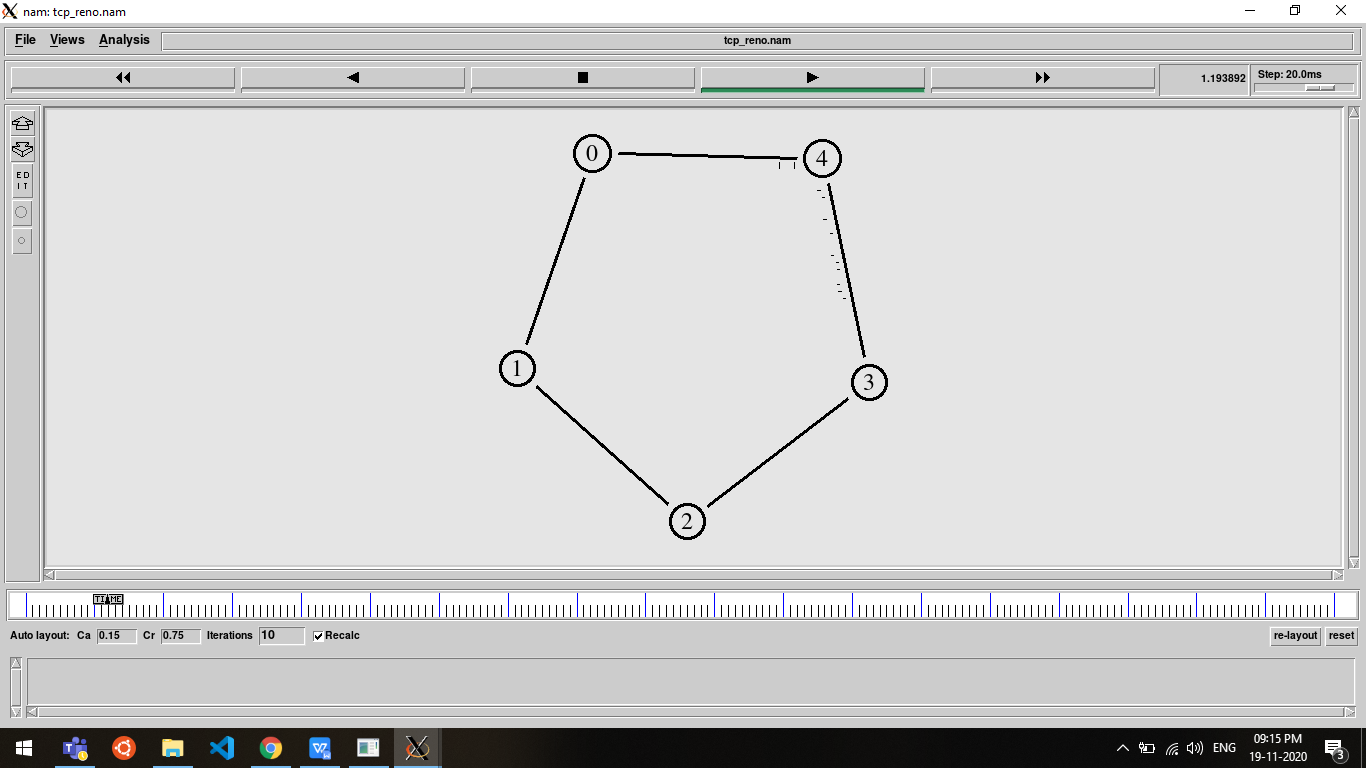 nam: tcp_reno.nam
File Views Analysis tcp_reno.nam
1.193892 Step: 20.0ms
ED
IT
0
4
1
3
2
TIME
Auto layout: Ca 0.15 Cr 0.75 Iterations 10 Recalc re-layout reset
ENG 09:15 PM
19-11-2020 3